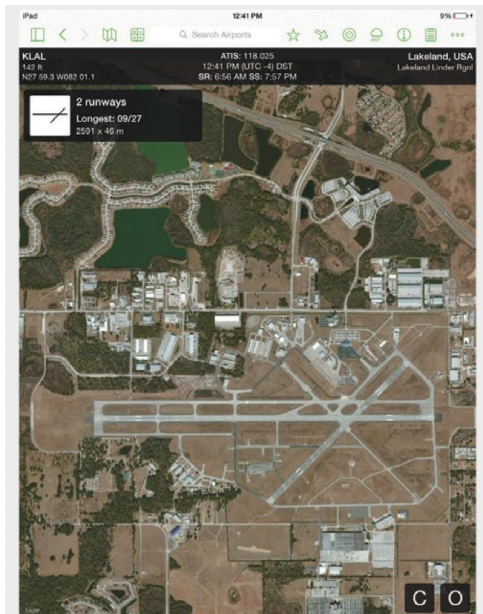 iPad 12:41 PM 9%
Search Airports
KLAL ATIS: 118.025 Lakeland, USA
142 ft 12:41 PM (UTC -4) DST Lakeland Linder Rgnl
N27 59.3 W082 01.1 SR: 6:56 AM SS: 7:57 PM
2 runways
Longest: 09/27
2591 x 46 m
C O